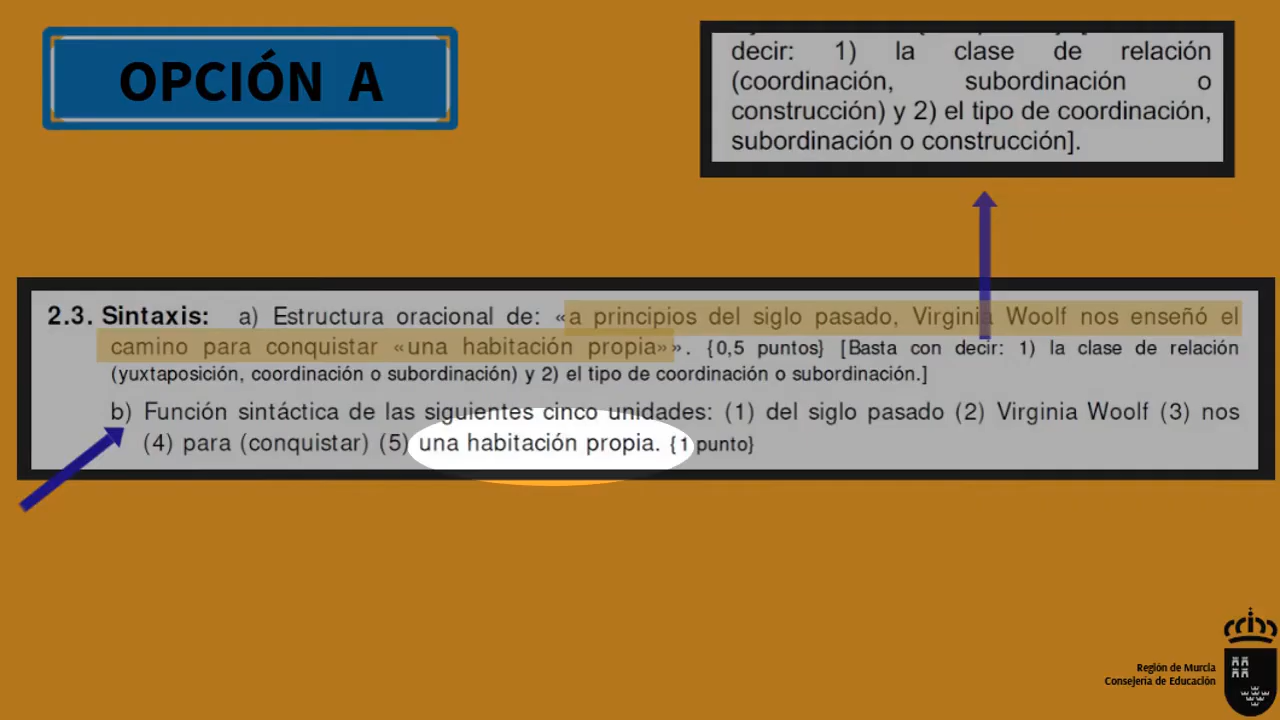 OPCIÓN A
decir: 1) la clase de relación
(coordinación, subordinación o
construcción) y 2) el tipo de coordinación,
subordinación o construcción].
2.3. Sintaxis: a) Estructura oracional de: «a principios del siglo pasado, Virginia Woolf nos enseñó el
camino para conquistar «una habitación propia»». {0,5 puntos} [Basta con decir: 1) la clase de relación
(yuxtaposición, coordinación o subordinación) y 2) el tipo de coordinación o subordinación.]
b) Función sintáctica de las siguientes cinco unidades: (1) del siglo pasado (2) Virginia Woolf (3) nos
(4) para (conquistar) (5) una habitación propia. {1 punto}
Región de Murcia
Consejería de Educación